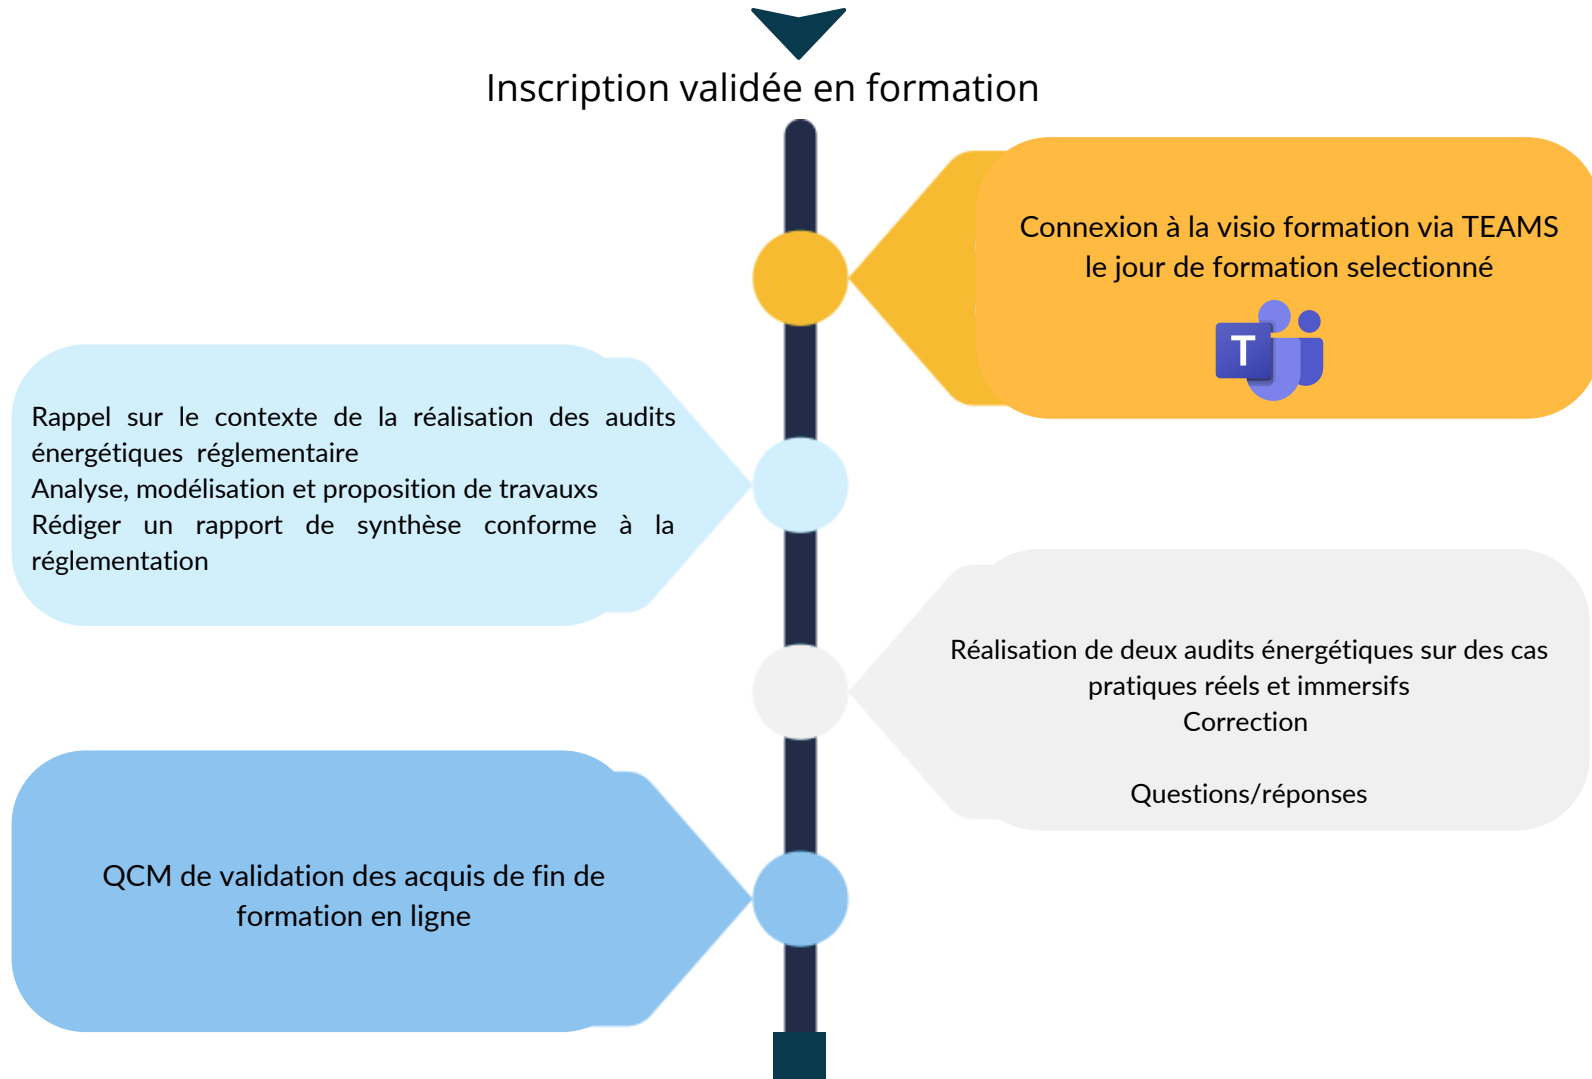 Inscription validée en formation
Connexion à la visio formation via TEAMS
le jour de formation selectionné
T
Rappel sur le contexte de la réalisation des audits
énergétiques réglementaire
Analyse, modélisation et proposition de travauxs
Rédiger un rapport de synthèse conforme à la
réglementation
Réalisation de deux audits énergétiques sur des cas
pratiques réels et immersifs
Correction
Questions/réponses
QCM de validation des acquis de fin de
formation en ligne